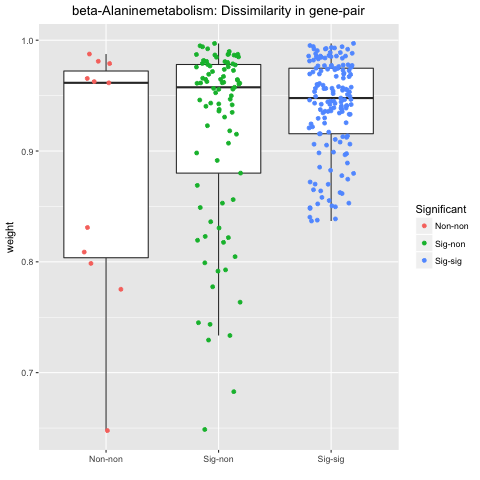 beta-Alaninemetabolism: Dissimilarity in gene-pair
1.0
0.9
0.8
0.7
weight
Non-non
Sig-non
Sig-sig
Significant
Non-non
Sig-non
Sig-sig